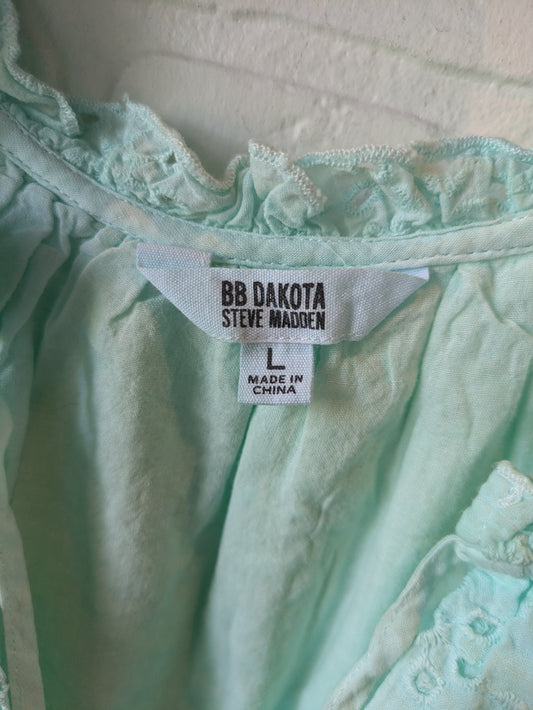 BB DAKOTA
STEVE MADDEN
L
MADE IN
CHINA